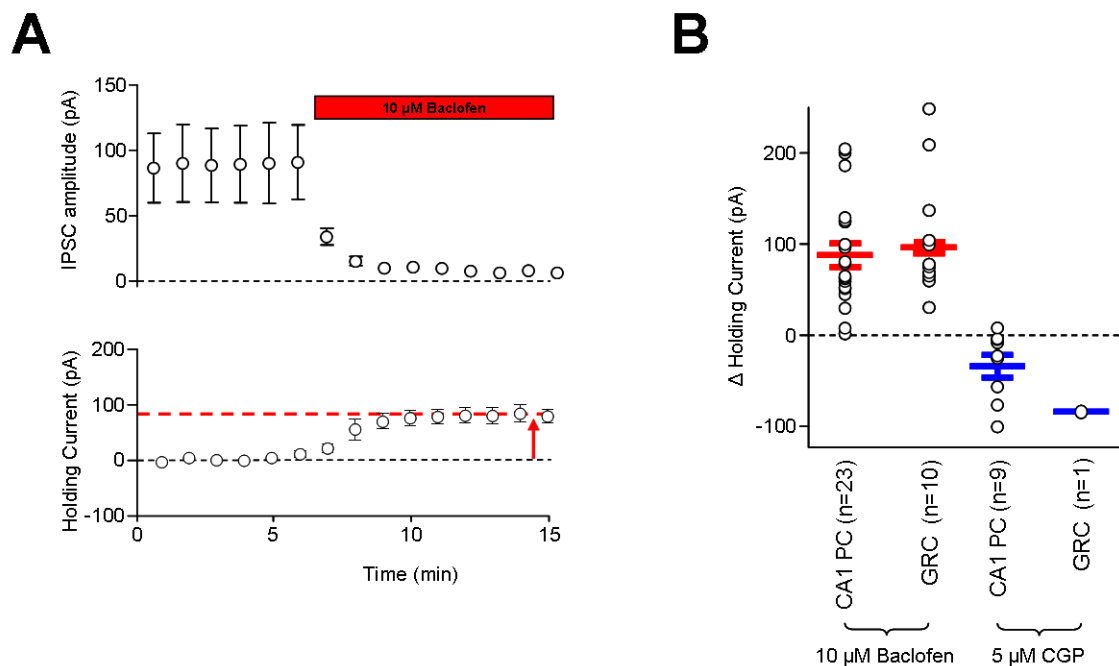 A
IPSC amplitude (pA)
150
100
50
0
10 µM Baclofen
Holding Current (pA)
200
100
0
-100
0
5
10
15
Time (min)
B
Δ Holding Current (pA)
200
100
0
-100
CA1 PC (n=23)
GRC (n=10)
CA1 PC (n=9)
GRC (n=1)
10 µM Baclofen
5 µM CGP